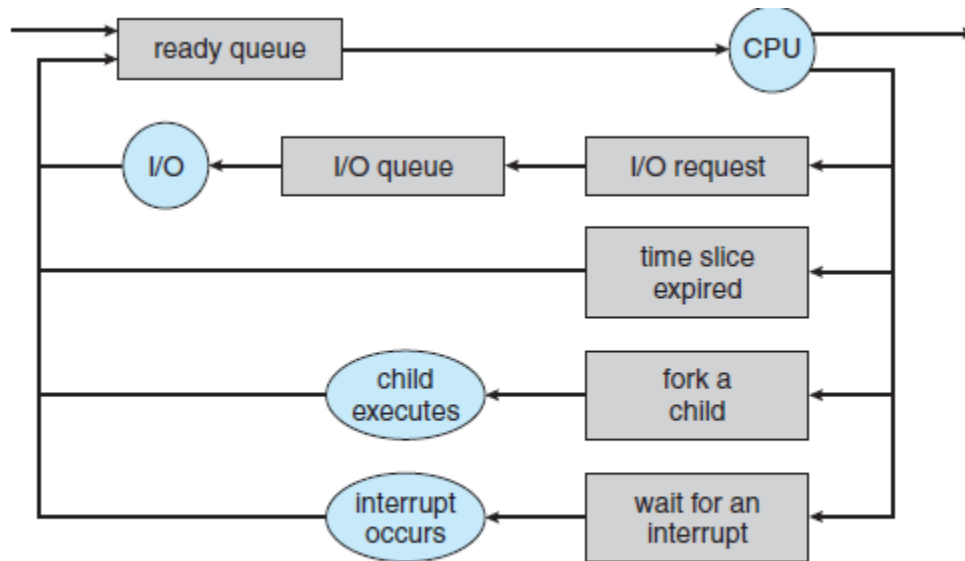 ready queue
CPU
I/O
I/O queue
I/O request
time slice
expired
child
executes
fork a
child
interrupt
occurs
wait for an
interrupt